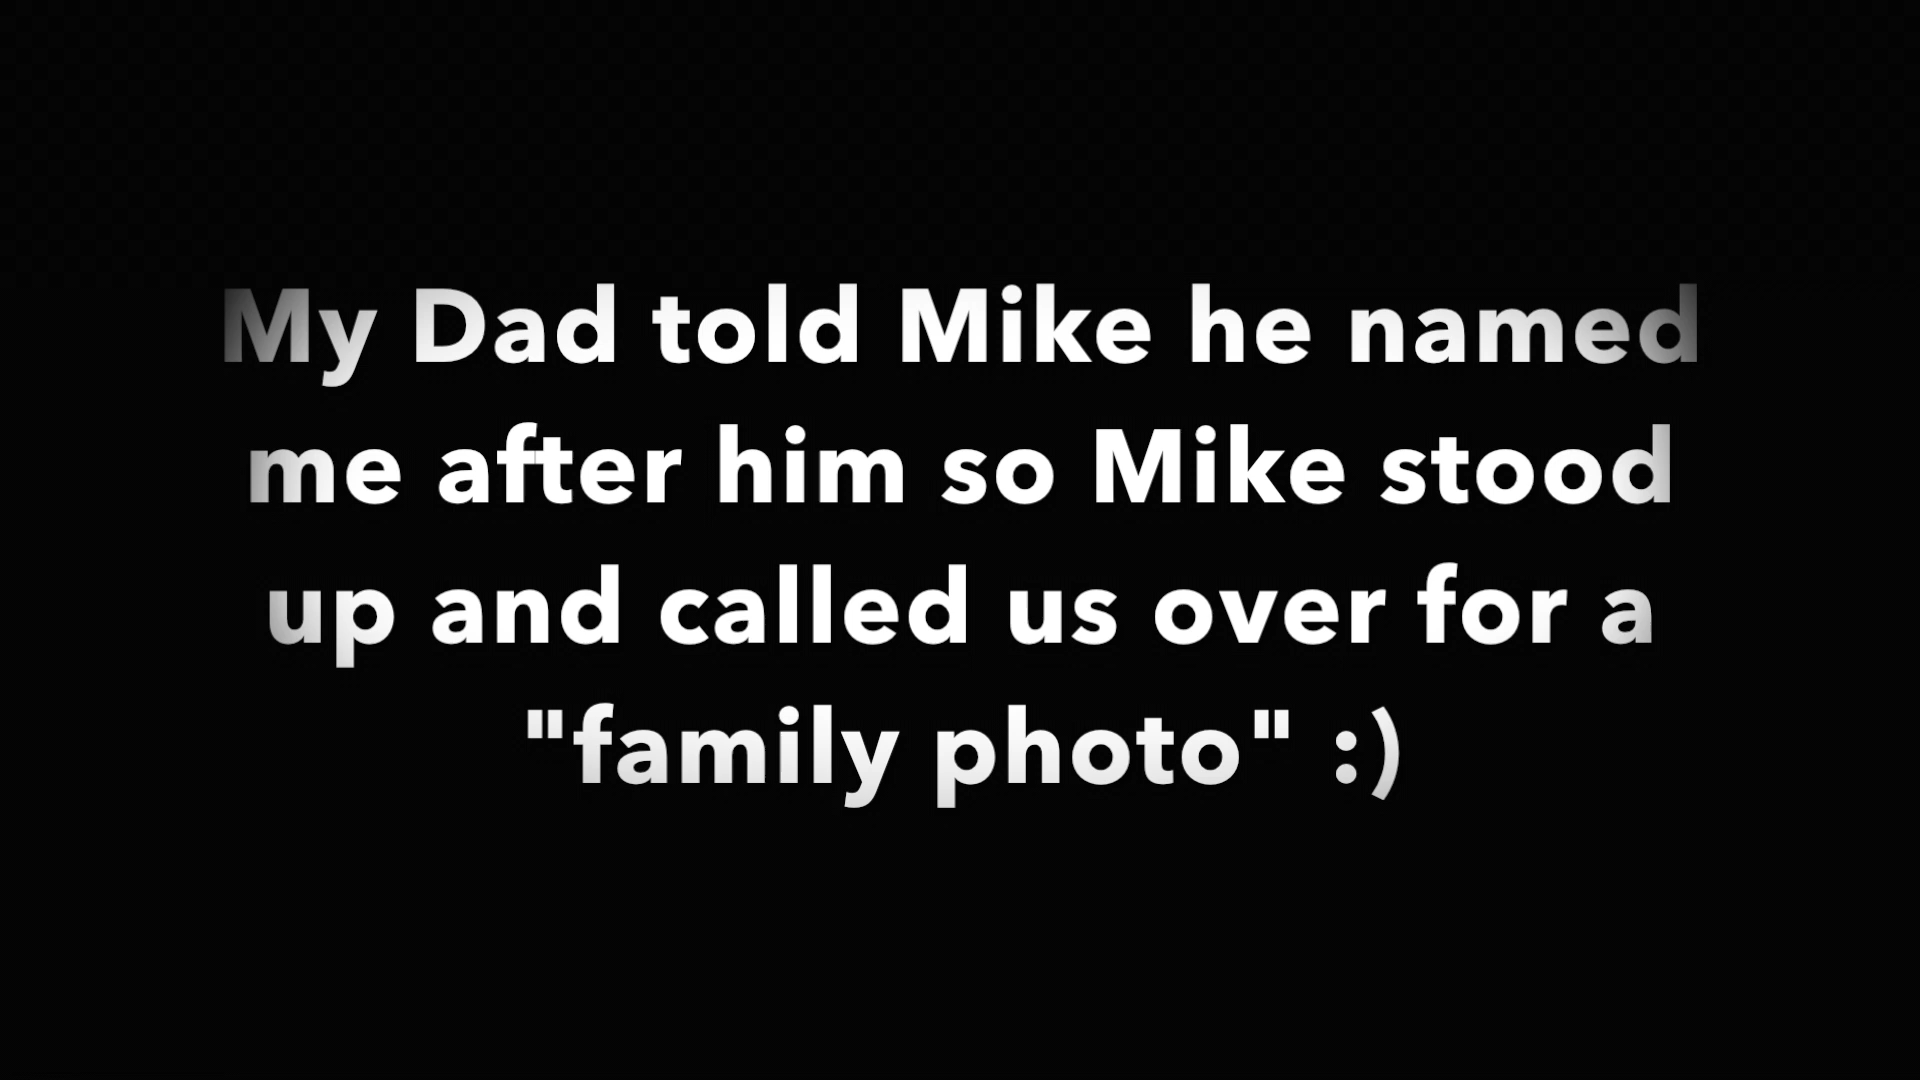 My Dad told Mike he named
me after him so Mike stood
up and called us over for a
"family photo" :)